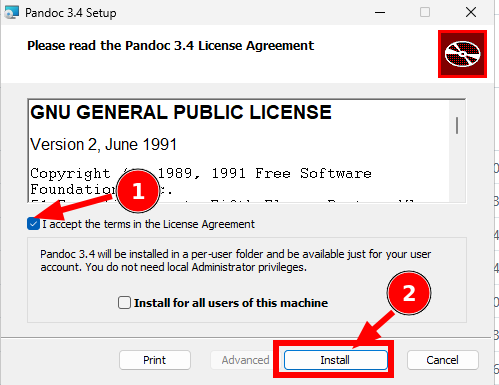 Pandoc 3.4 Setup
Please read the Pandoc 3.4 License Agreement
GNU GENERAL PUBLIC LICENSE
Version 2, June 1991
Copyright 1989, 1991 Free Software
Foundation, c.
1
I accept the terms in the License Agreement
Pandoc 3.4 will be installed in a per-user folder and be available just for your user
account. You do not need local Administrator privileges.
2
Install for all users of this machine
Print Advanced Install Cancel